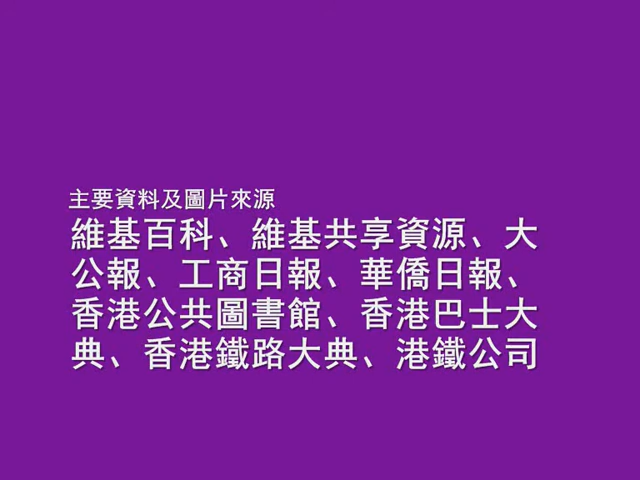 主要資料及圖片來源
維基百科、維基共享資源、大
公報、工商日報、華僑日報、
香港公共圖書館、香港巴士大
典、香港鐵路大典、港鐵公司